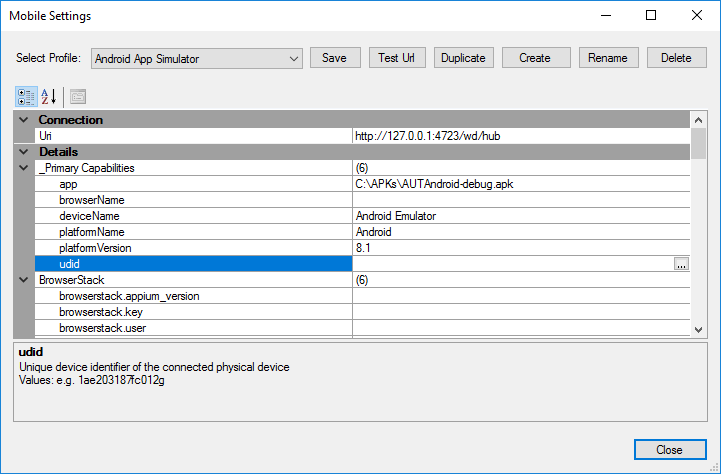 Mobile Settings
Select Profile: Android App Simulator Save Test Url Duplicate Create Rename Delete
Connection
Uri http://127.0.0.1:4723/wd/hub
Details
_Primary Capabilities (6)
app C:\APKs\AUTAndroid-debug.apk
browserName
deviceName Android Emulator
platformName Android
platformVersion 8.1
udid ...
BrowserStack (6)
browserstack.appium_version
browserstack.key
browserstack.user
udid
Unique device identifier of the connected physical device
Values: e.g. 1ae203187fc012g
Close